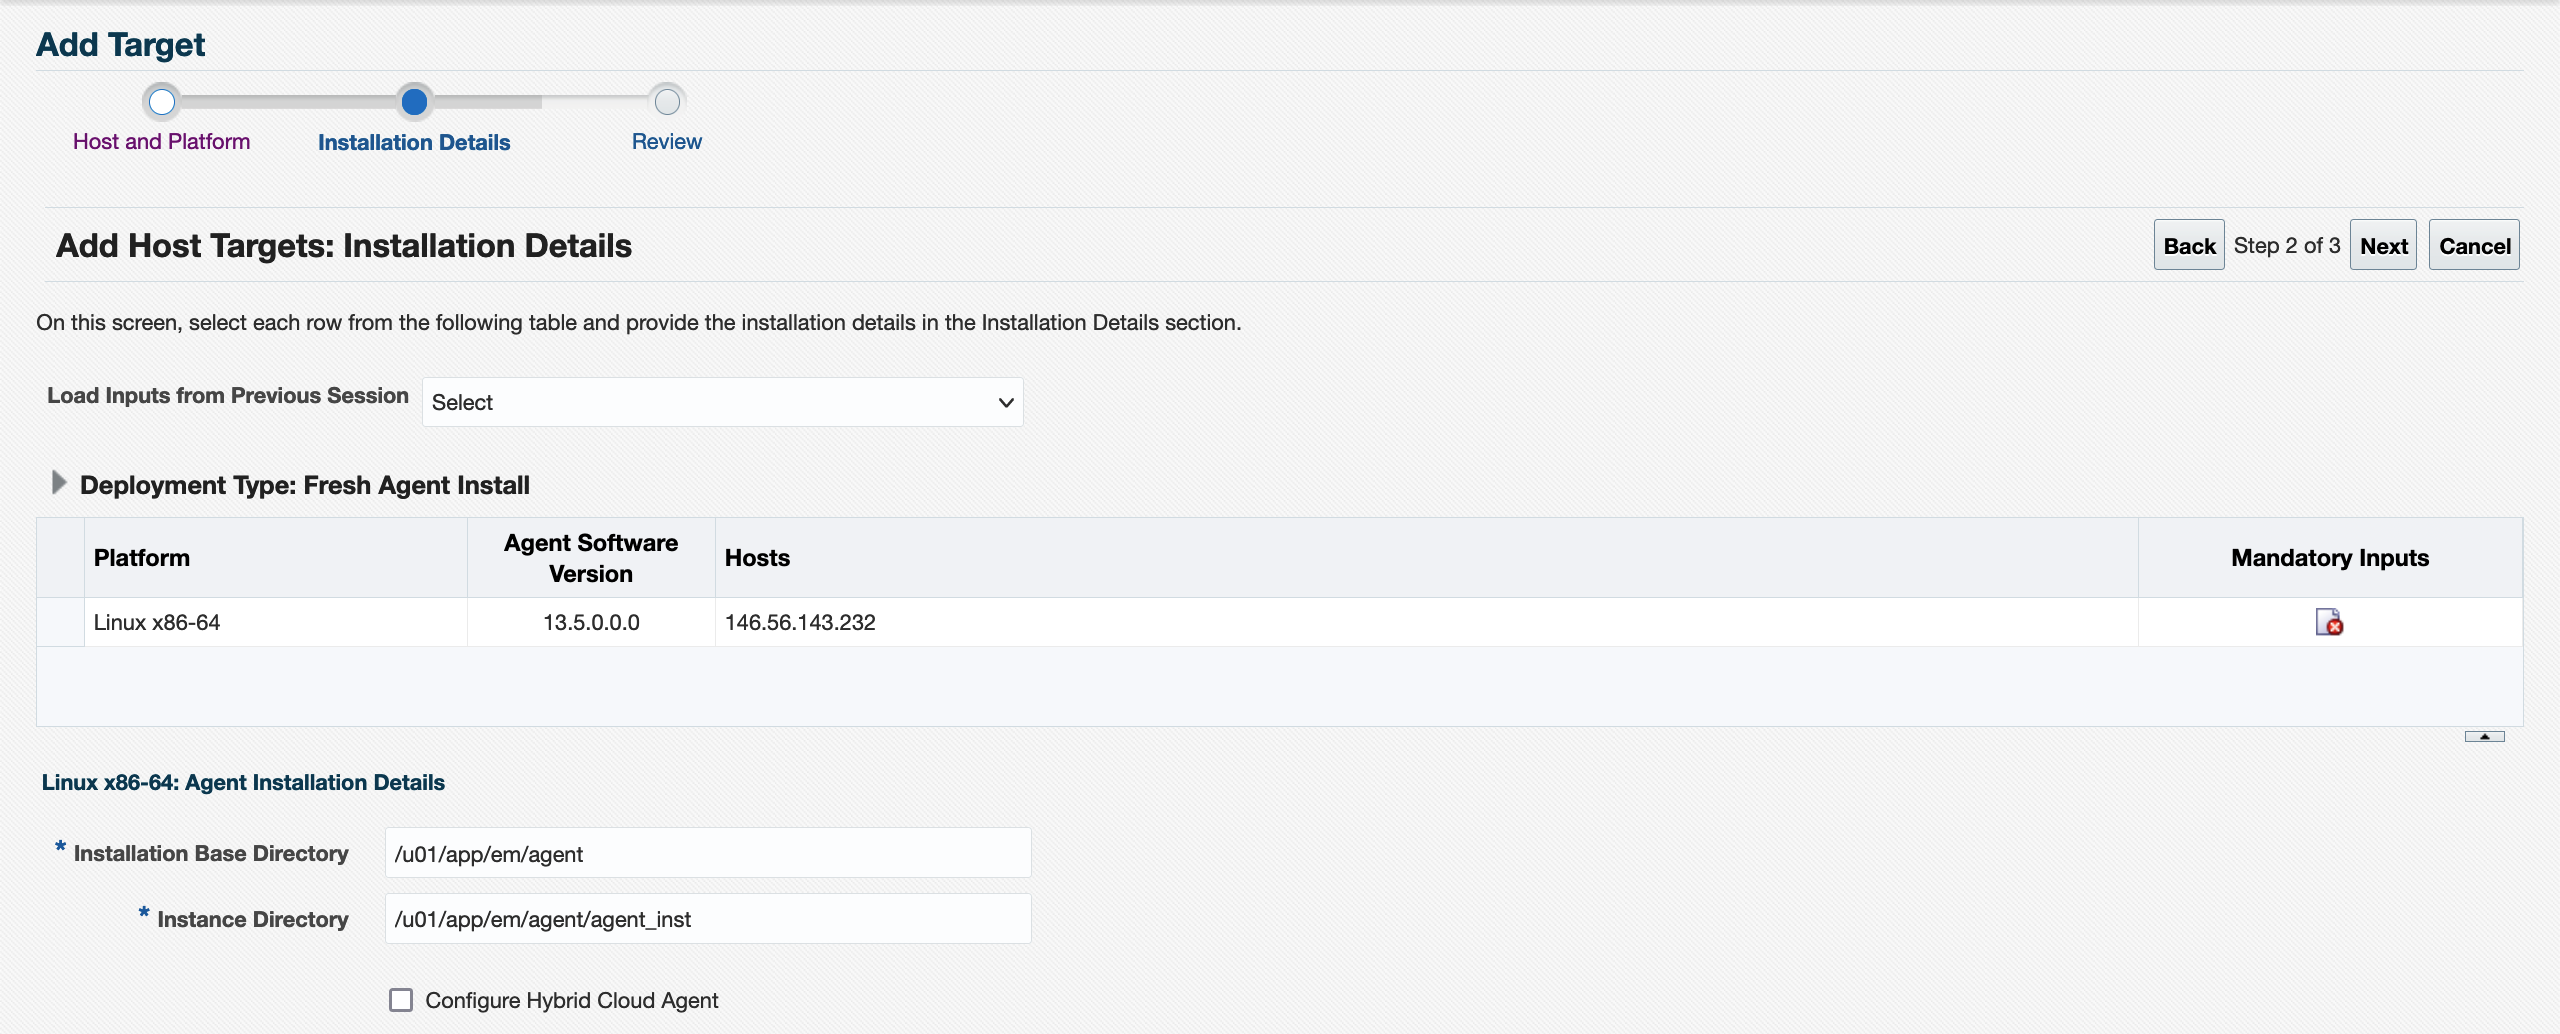 Add Target
Host and Platform
Installation Details
Review
Add Host Targets: Installation Details
Back Step 2 of 3 Next Cancel
On this screen, select each row from the following table and provide the installation details in the Installation Details section.
Load Inputs from Previous Session Select
Deployment Type: Fresh Agent Install
Platform
Agent Software
Version
Hosts
Mandatory Inputs
Linux x86-64 13.5.0.0.0 146.56.143.232
Linux x86-64: Agent Installation Details
* Installation Base Directory /u01/app/em/agent
* Instance Directory /u01/app/em/agent/agent_inst
Configure Hybrid Cloud Agent